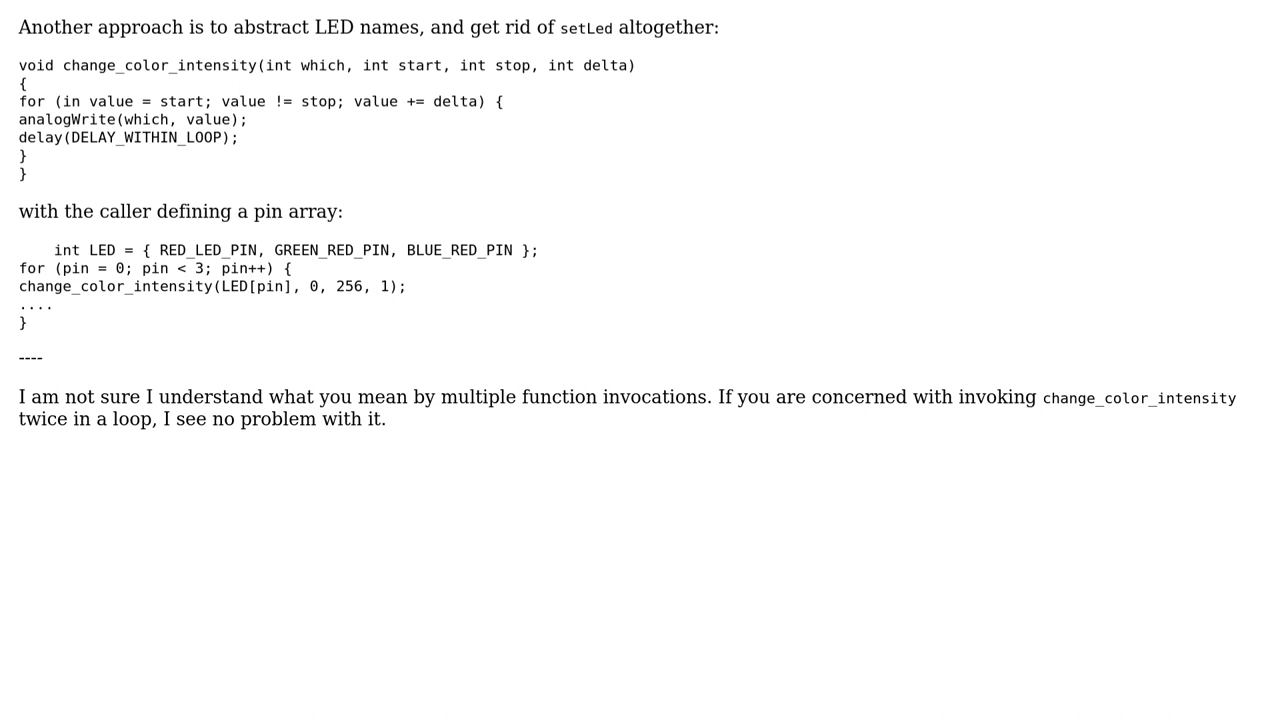 Another approach is to abstract LED names, and get rid of setLed altogether:
void change_color_intensity(int which, int start, int stop, int delta)
{
for (in value = start; value != stop; value += delta) {
analogWrite(which, value);
delay(DELAY_WITHIN_LOOP);
}
}
with the caller defining a pin array:
    int LED = { RED_LED_PIN, GREEN_RED_PIN, BLUE_RED_PIN };
for (pin = 0; pin < 3; pin++) {
change_color_intensity(LED[pin], 0, 256, 1);
....
}
----
I am not sure I understand what you mean by multiple function invocations. If you are concerned with invoking change_color_intensity
twice in a loop, I see no problem with it.